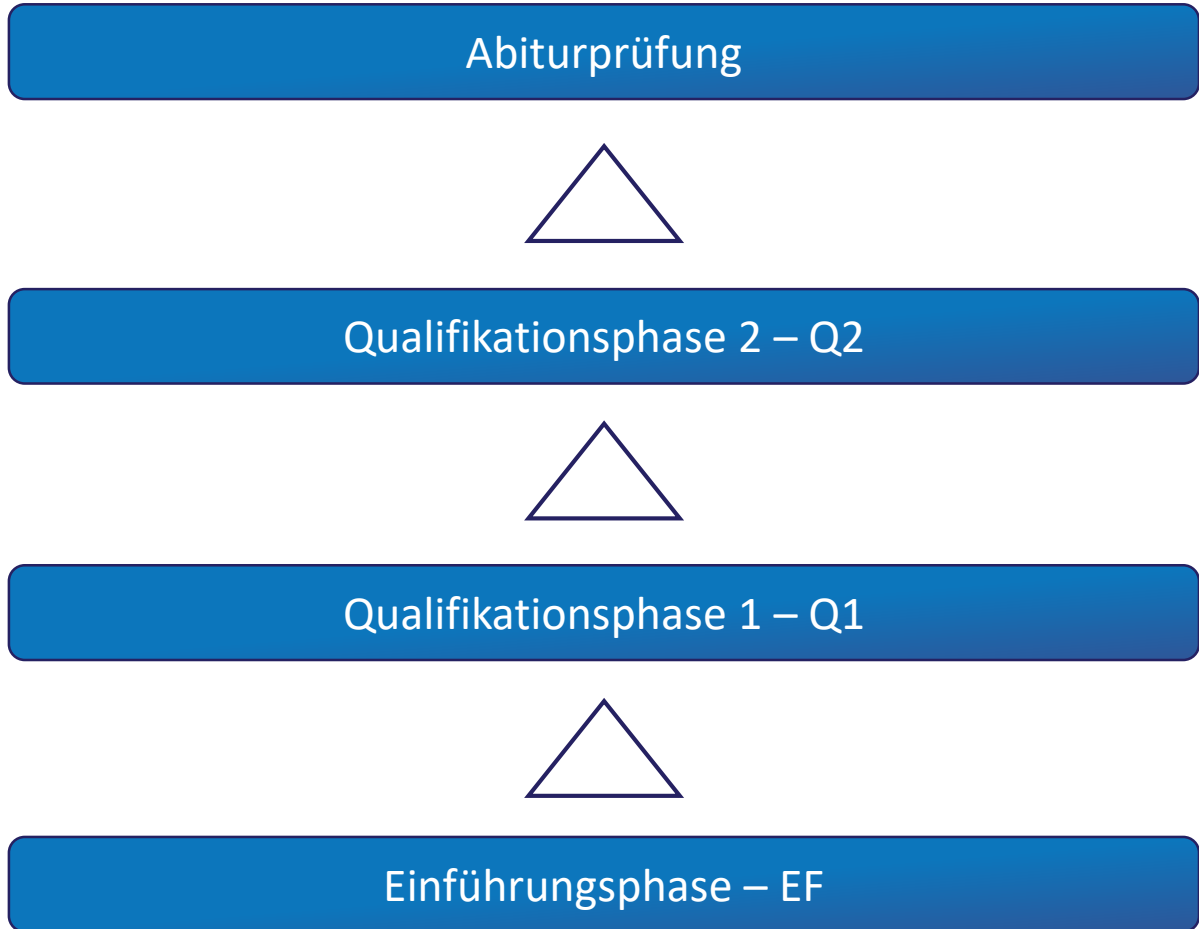 Abiturprüfung
Qualifikationsphase 2 – Q2
Qualifikationsphase 1 – Q1
Einführungsphase – EF